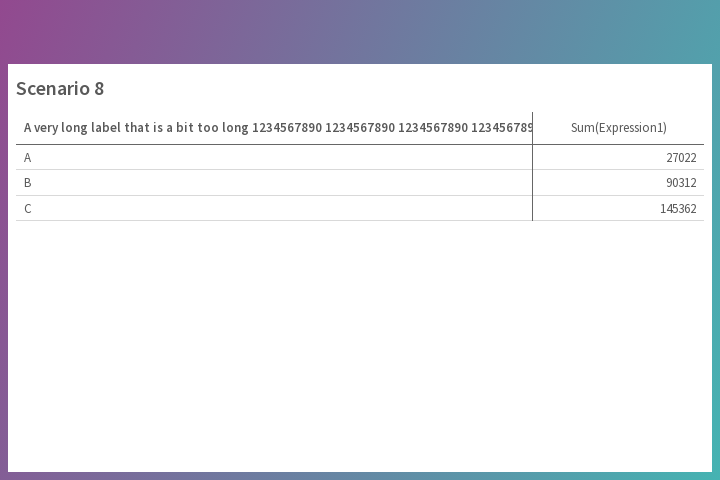 Scenario 8
A very long label that is a bit too long 1234567890 1234567890 1234567890 123456789 Sum(Expression1)
A 27022
B 90312
C 145362